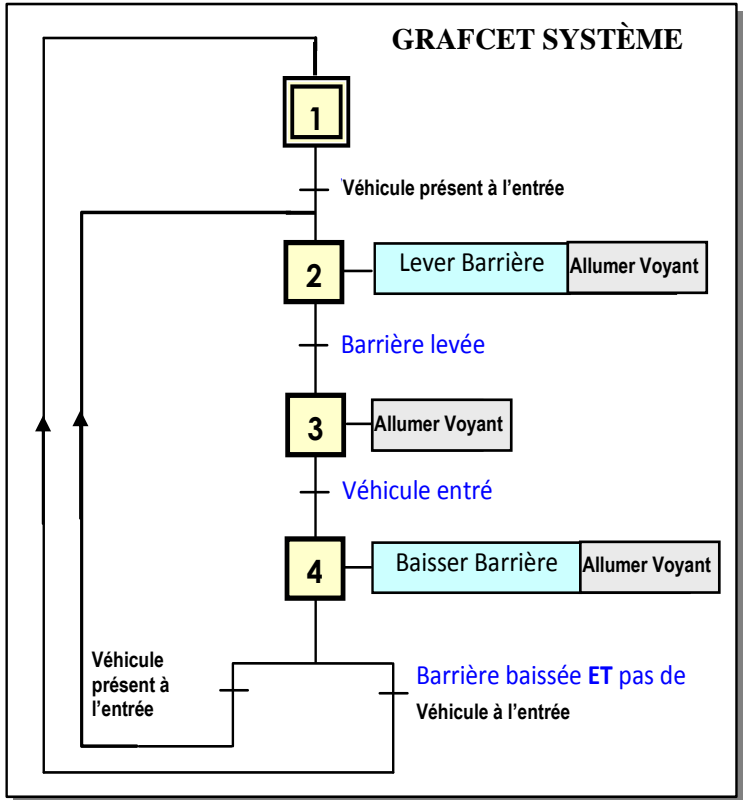 GRAFCET SYSTÈME
1
Véhicule présent à l'entrée
2
Lever Barrière
Allumer Voyant
Barrière levée
3
Allumer Voyant
Véhicule entré
4
Baisser Barrière
Allumer Voyant
Véhicule
présent à
l'entrée
Barrière baissée ET pas de
Véhicule à l'entrée